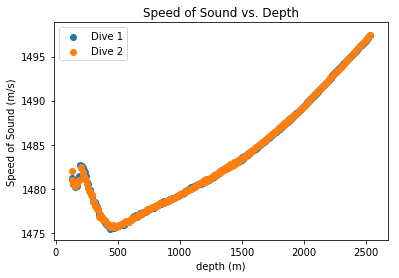 Speed of Sound vs. Depth
Dive 1
Dive 2
Speed of Sound (m/s)
1495
1490
1485
1480
1475
0 500 1000 1500 2000 2500
depth (m)